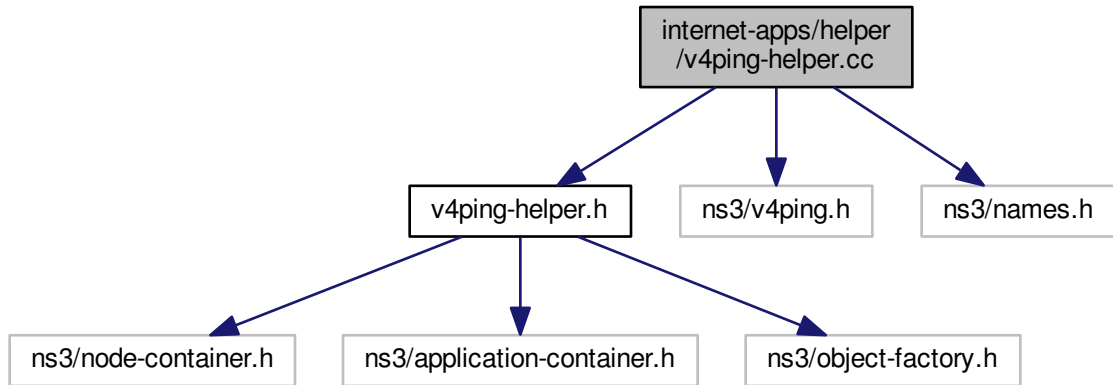 internet-apps/helper
/v4ping-helper.cc
v4ping-helper.h
ns3/v4ping.h
ns3/names.h
ns3/node-container.h
ns3/application-container.h
ns3/object-factory.h